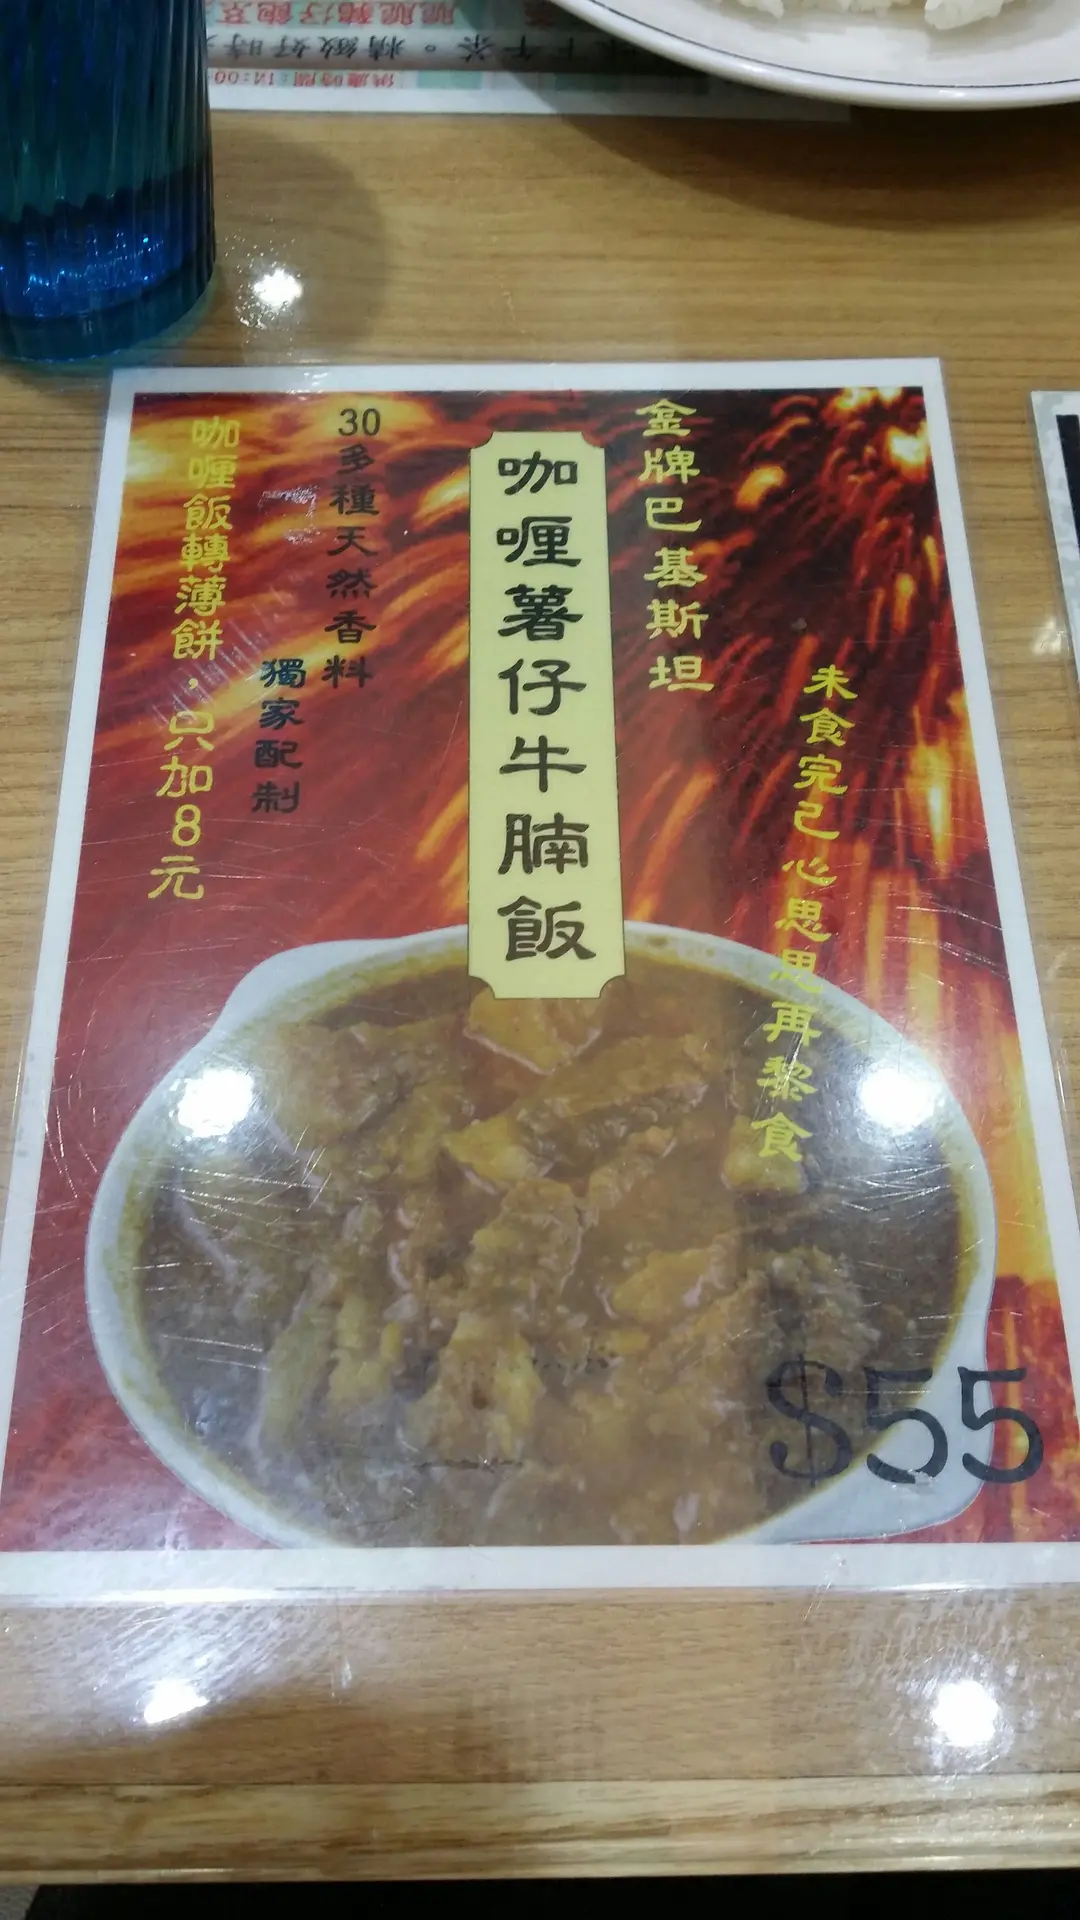 金牌巴基斯坦
咖喱薯仔牛腩飯
未食完己心思思再黎食
30多種天然香料
獨家配制
咖喱飯轉薄餅，只加8元
$55